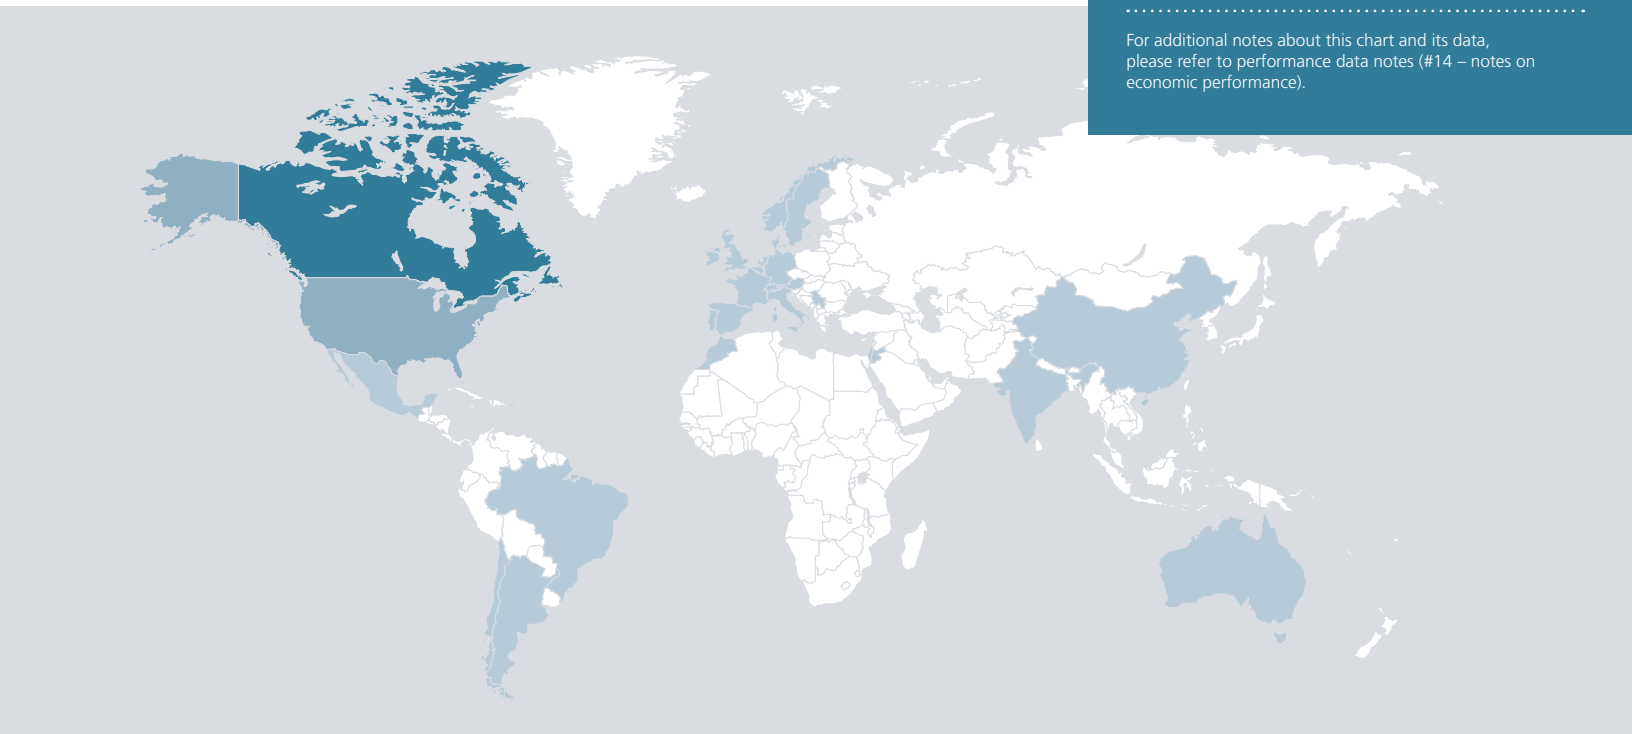 For additional notes about this chart and its data,
please refer to performance data notes (#14 – notes on
economic performance).